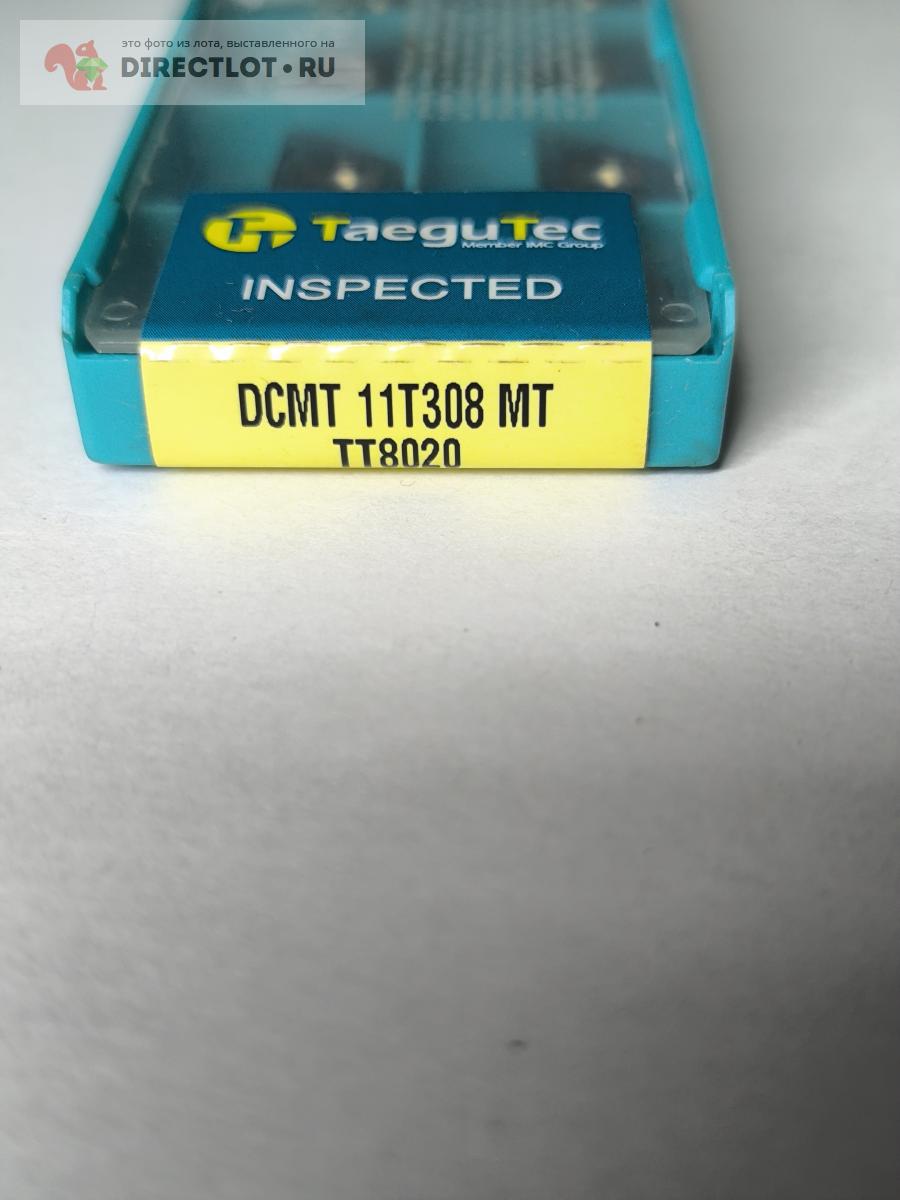 это фото из лота, выставленного на
DIRECTLOT•RU
TaeguTec
Member IMC Group
INSPECTED
DCMT 11T308 MT
TT8020